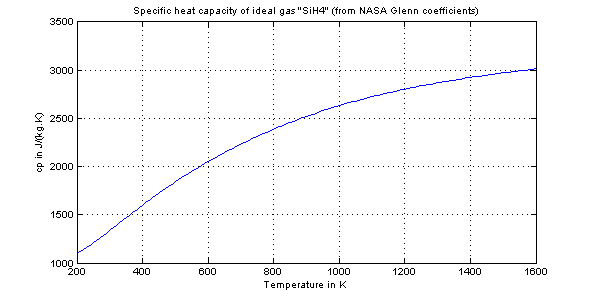 Specific heat capacity of ideal gas "SiH4" (from NASA Glenn coefficients)
3500
3000
2500
2000
1500
1000
cp in J/(kg.K)
200 400 600 800 1000 1200 1400 1600
Temperature in K